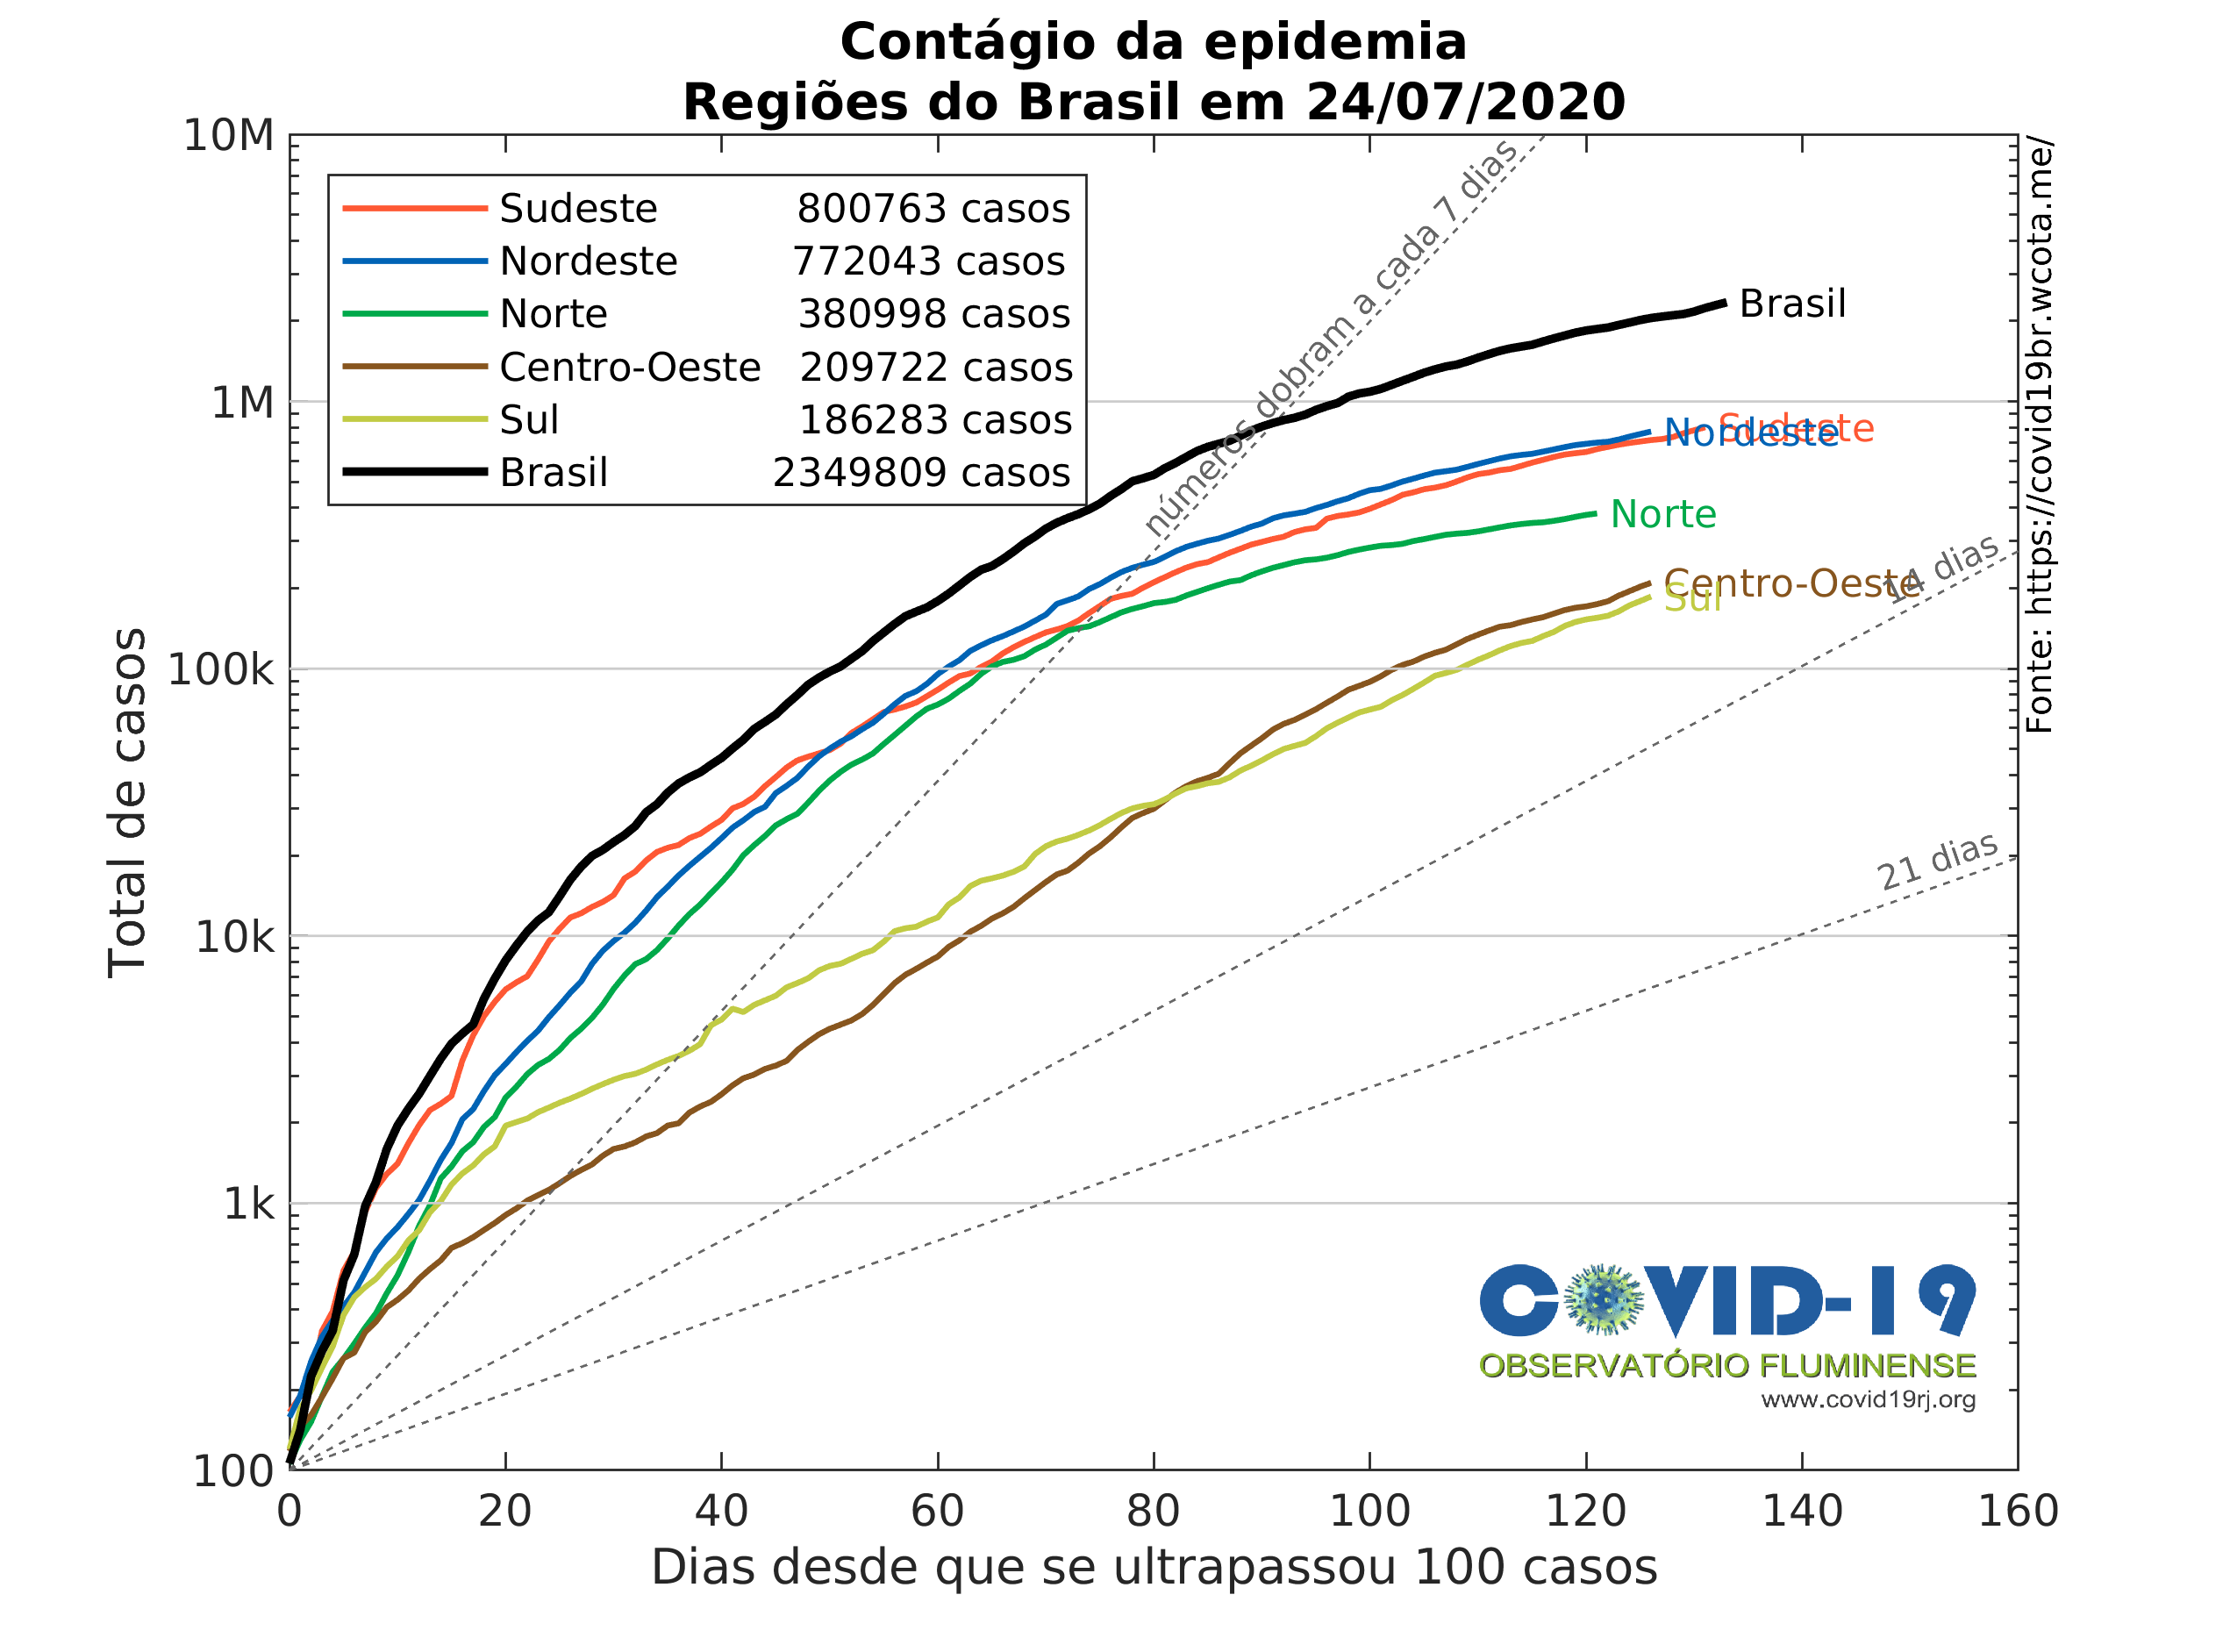 Contágio da epidemia
Regiões do Brasil em 24/07/2020
10M
1M
100k
10k
1k
100
Total de casos
Sudeste 800763 casos
Nordeste 772043 casos
Norte 380998 casos
Centro-Oeste 209722 casos
Sul 186283 casos
Brasil 2349809 casos
números dobram a cada 7 dias
Brasil
Sudeste
Nordeste
Norte
14 dias
Centro-Oeste
Sul
21 dias
Fonte: https://covid19br.wcota.me/
COVID-19
OBSERVATÓRIO FLUMINENSE
www.covid19rj.org
0 20 40 60 80 100 120 140 160
Dias desde que se ultrapassou 100 casos